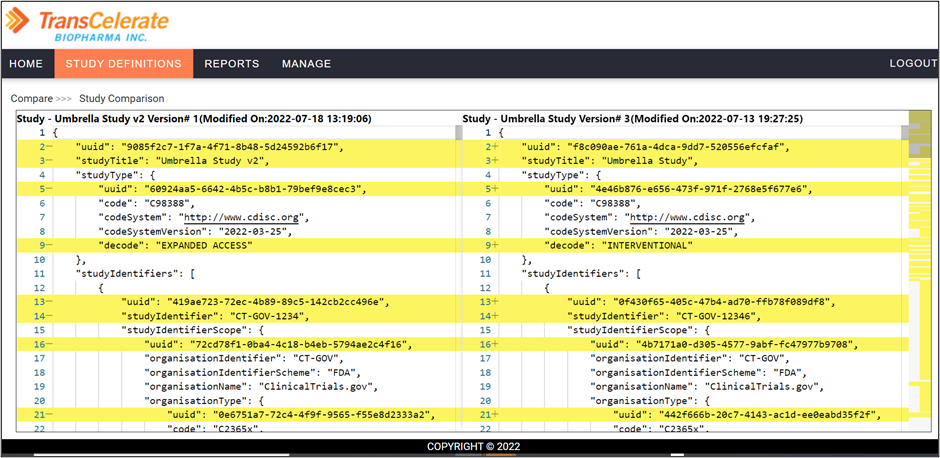 TransCelerate
BIOPHARMA INC.
HOME STUDY DEFINITIONS REPORTS MANAGE LOGOUT
Compare >>> Study Comparison
Study - Umbrella Study v2 Version# 1(Modified On:2022-07-18 13:19:06)
1 {
2- "uuid": "9085f2c7-1f7a-4f71-8b48-5d24592b6f17",
3- "studyTitle": "Umbrella Study v2",
4 "studyType": {
5- "uuid": "60924aa5-6642-4b5c-b8b1-79bef9e8cec3",
6 "code": "C98388",
7 "codeSystem": "http://www.cdisc.org",
8 "codeSystemVersion": "2022-03-25",
9- "decode": "EXPANDED ACCESS"
10 },
11 "studyIdentifiers": [
12 {
13- "uuid": "419ae723-72ec-4b89-89c5-142cb2cc496e",
14- "studyIdentifier": "CT-GOV-1234",
15 "studyIdentifierScope": {
16- "uuid": "72cd78f1-0ba4-4c18-b4eb-5794ae2c4f16",
17 "organisationIdentifier": "CT-GOV",
18 "organisationIdentifierScheme": "FDA",
19 "organisationName": "ClinicalTrials.gov",
20 "organisationType": {
21- "uuid": "0e6751a7-72c4-4f9f-9565-f55e8d2333a2",
22 "code": "C2365x",
Study - Umbrella Study Version# 3(Modified On:2022-07-13 19:27:25)
1 {
2+ "uuid": "f8c090ae-761a-4dca-9dd7-520556efcfaf",
3+ "studyTitle": "Umbrella Study",
4 "studyType": {
5+ "uuid": "4e46b876-e656-473f-971f-2768e5f677e6",
6 "code": "C98388",
7 "codeSystem": "http://www.cdisc.org",
8 "codeSystemVersion": "2022-03-25",
9+ "decode": "INTERVENTIONAL"
10 },
11 "studyIdentifiers": [
12 {
13+ "uuid": "0f430f65-405c-47b4-ad70-ffb78f089df8",
14+ "studyIdentifier": "CT-GOV-12346",
15 "studyIdentifierScope": {
16+ "uuid": "4b7171a0-d305-4577-9abf-fc47977b9708",
17 "organisationIdentifier": "CT-GOV",
18 "organisationIdentifierScheme": "FDA",
19 "organisationName": "ClinicalTrials.gov",
20 "organisationType": {
21+ "uuid": "442f666b-20c7-4143-ac1d-ee0eabd35f2f",
22 "code": "C2365x",
COPYRIGHT © 2022